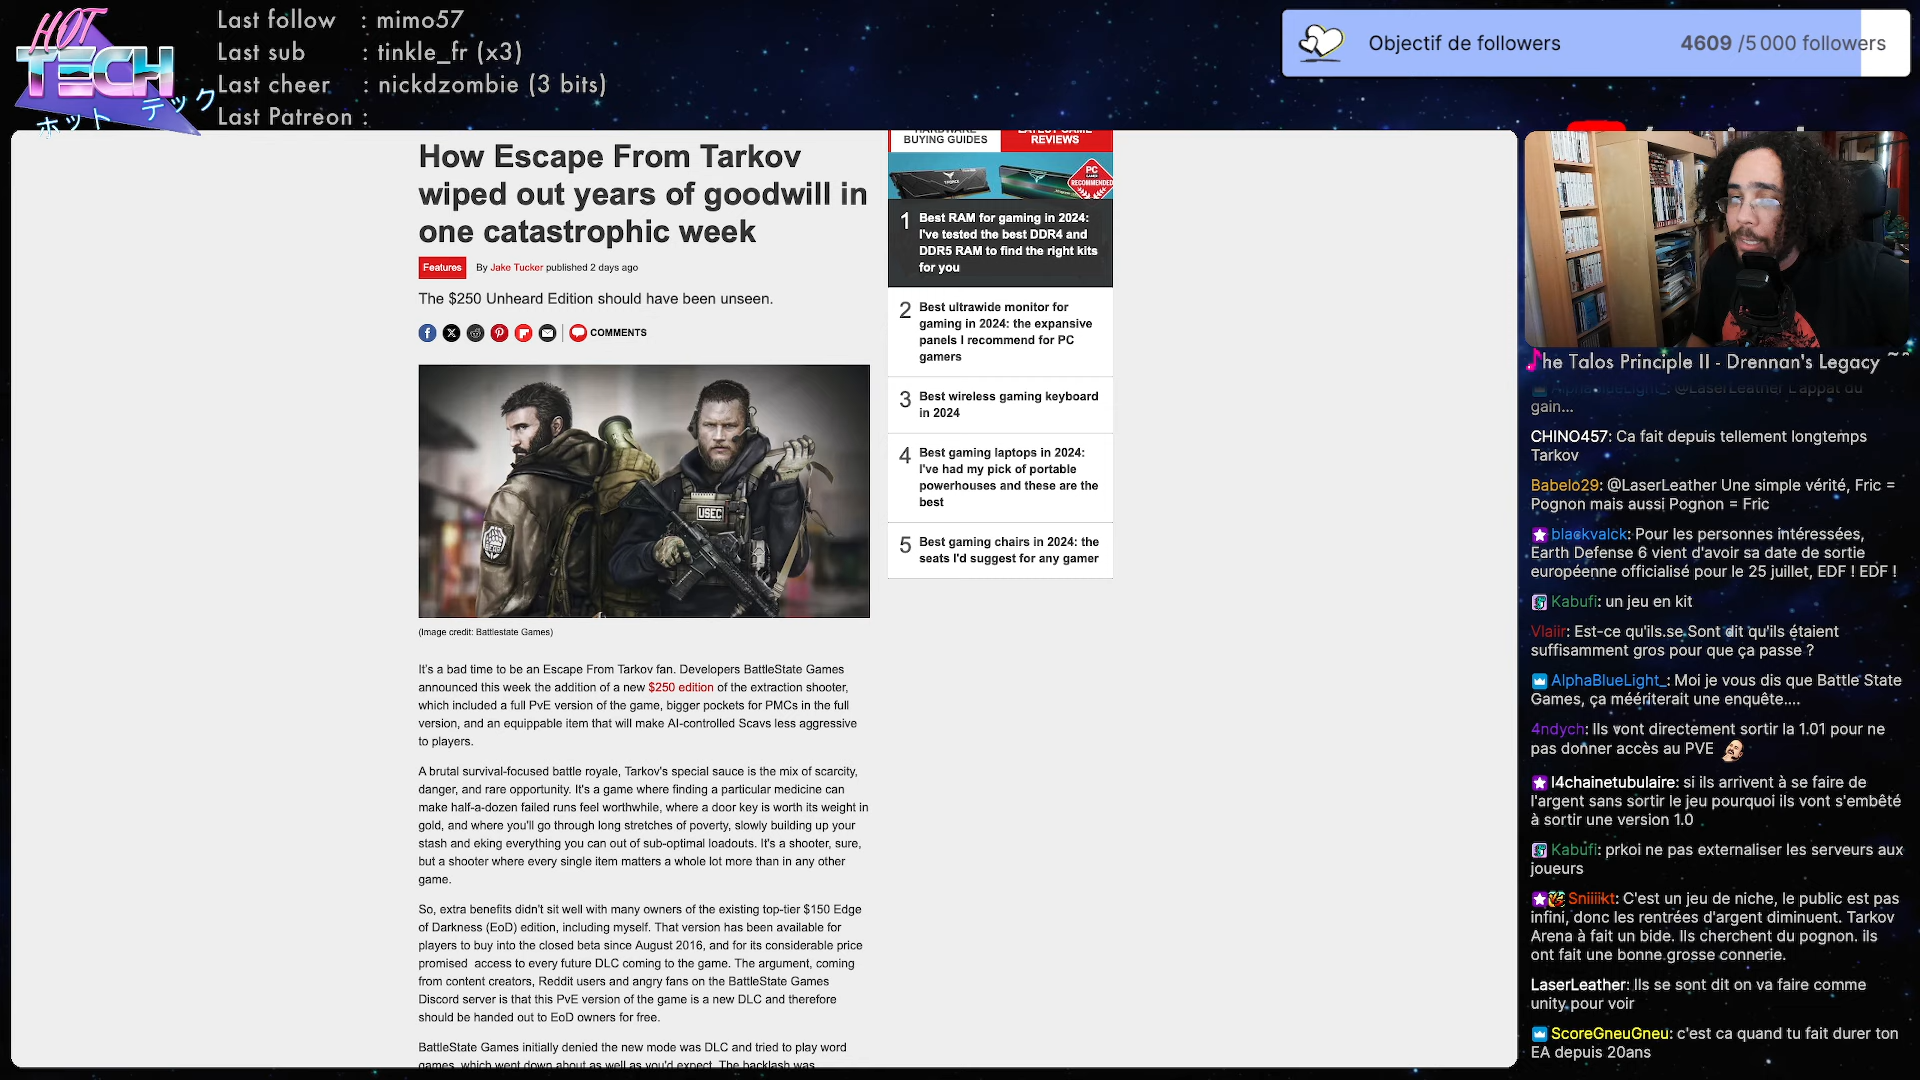 HOT
TECH
ホット テック
Last follow : mimo57
Last sub : tinkle_fr (x3)
Last cheer : nickdzombie (3 bits)
Last Patreon :
Objectif de followers 4609 /5 000 followers
How Escape From Tarkov
wiped out years of goodwill in
one catastrophic week
Features By Jake Tucker published 2 days ago
The $250 Unheard Edition should have been unseen.
COMMENTS
USEC
(Image credit: Battlestate Games)
It's a bad time to be an Escape From Tarkov fan. Developers BattleState Games
announced this week the addition of a new $250 edition of the extraction shooter,
which included a full PvE version of the game, bigger pockets for PMCs in the full
version, and an equippable item that will make AI-controlled Scavs less aggressive
to players.
A brutal survival-focused battle royale, Tarkov's special sauce is the mix of scarcity,
danger, and rare opportunity. It's a game where finding a particular medicine can
make half-a-dozen failed runs feel worthwhile, where a door key is worth its weight in
gold, and where you'll go through long stretches of poverty, slowly building up your
stash and eking everything you can out of sub-optimal loadouts. It's a shooter, sure,
but a shooter where every single item matters a whole lot more than in any other
game.
So, extra benefits didn't sit well with many owners of the existing top-tier $150 Edge
of Darkness (EoD) edition, including myself. That version has been available for
players to buy into the closed beta since August 2016, and for its considerable price
promised access to every future DLC coming to the game. The argument, coming
from content creators, Reddit users and angry fans on the BattleState Games
Discord server is that this PvE version of the game is a new DLC and therefore
should be handed out to EoD owners for free.
BattleState Games initially denied the new mode was DLC and tried to play word
games, which went down about as well as you'd expect. The backlash was
HARDWARE
BUYING GUIDES
LATEST GAME
REVIEWS
PC
GAMER
RECOMMENDED
1 Best RAM for gaming in 2024:
I've tested the best DDR4 and
DDR5 RAM to find the right kits
for you
2 Best ultrawide monitor for
gaming in 2024: the expansive
panels I recommend for PC
gamers
3 Best wireless gaming keyboard
in 2024
4 Best gaming laptops in 2024:
I've had my pick of portable
powerhouses and these are the
best
5 Best gaming chairs in 2024: the
seats I'd suggest for any gamer
he Talos Principle II - Drennan's Legacy ~~
AlphaBlueLight_: @LaserLeather L'appat du
gain...
CHINO457: Ca fait depuis tellement longtemps
Tarkov
Babelo29: @LaserLeather Une simple vérité, Fric =
Pognon mais aussi Pognon = Fric
blackvalck: Pour les personnes intéressées,
Earth Defense 6 vient d'avoir sa date de sortie
européenne officialisé pour le 25 juillet, EDF ! EDF !
Kabufi: un jeu en kit
Vlaiir: Est-ce qu'ils.se Sont dit qu'ils étaient
suffisamment gros pour que ça passe ?
AlphaBlueLight_: Moi je vous dis que Battle State
Games, ça méériterait une enquête....
4ndych: Ils vont directement sortir la 1.01 pour ne
pas donner accès au PVE
l4chainetubulaire: si ils arrivent à se faire de
l'argent sans sortir le jeu pourquoi ils vont s'embêté
à sortir une version 1.0
Kabufi: prkoi ne pas externaliser les serveurs aux
joueurs
Sniiiikt: C'est un jeu de niche, le public est pas
infini, donc les rentrées d'argent diminuent. Tarkov
Arena à fait un bide. Ils cherchent du pognon. ils
ont fait une bonne grosse connerie.
LaserLeather: Ils se sont dit on va faire comme
unity pour voir
ScoreGneuGneu: c'est ca quand tu fait durer ton
EA depuis 20ans